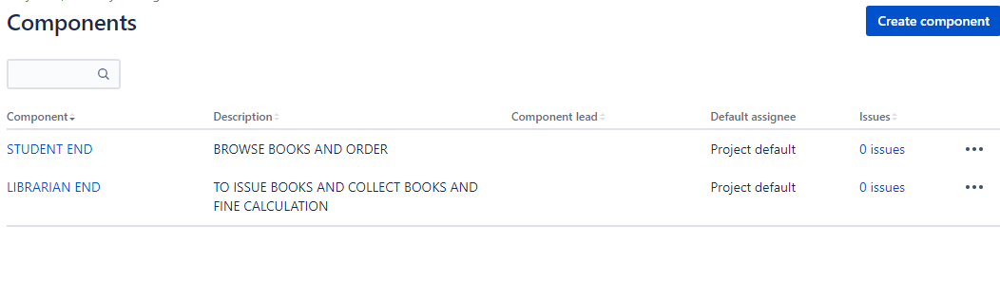 Components
Create component
Component Description Component lead Default assignee Issues
STUDENT END BROWSE BOOKS AND ORDER Project default 0 issues
LIBRARIAN END TO ISSUE BOOKS AND COLLECT BOOKS AND Project default 0 issues
FINE CALCULATION